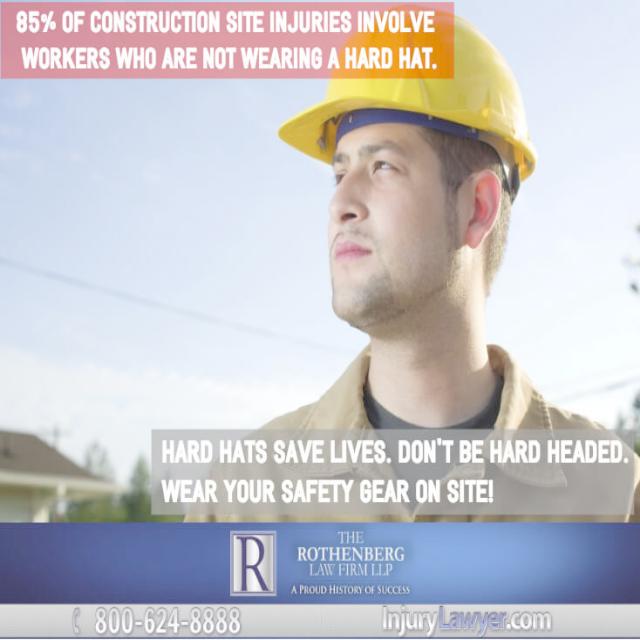 85% OF CONSTRUCTION SITE INJURIES INVOLVE
WORKERS WHO ARE NOT WEARING A HARD HAT.
HARD HATS SAVE LIVES. DON'T BE HARD HEADED.
WEAR YOUR SAFETY GEAR ON SITE!
R
THE
ROTHENBERG
LAW FIRM LLP
A PROUD HISTORY OF SUCCESS
800-624-8888
InjuryLawyer.com